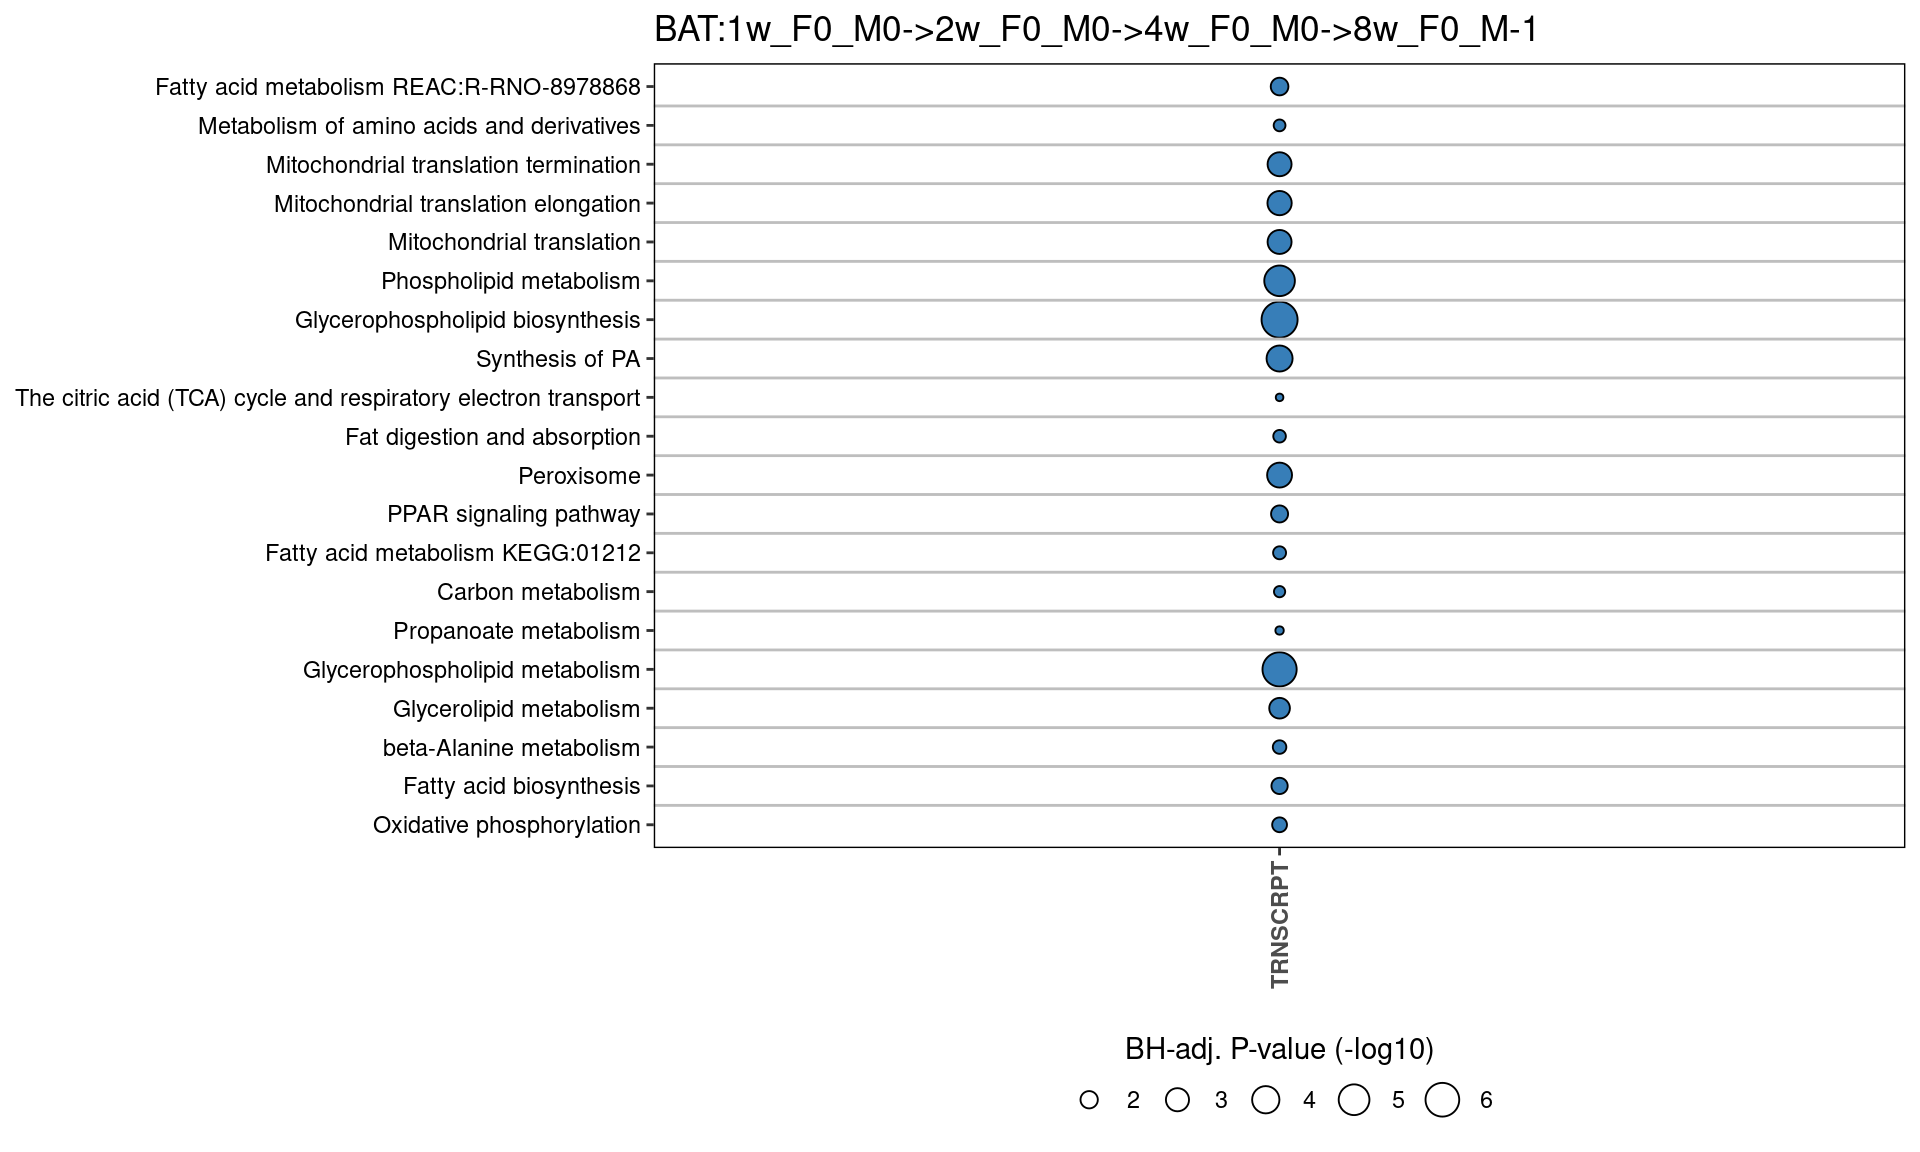 BAT:1w_F0_M0->2w_F0_M0->4w_F0_M0->8w_F0_M-1
Fatty acid metabolism REAC:R-RNO-8978868
Metabolism of amino acids and derivatives
Mitochondrial translation termination
Mitochondrial translation elongation
Mitochondrial translation
Phospholipid metabolism
Glycerophospholipid biosynthesis
Synthesis of PA
The citric acid (TCA) cycle and respiratory electron transport
Fat digestion and absorption
Peroxisome
PPAR signaling pathway
Fatty acid metabolism KEGG:01212
Carbon metabolism
Propanoate metabolism
Glycerophospholipid metabolism
Glycerolipid metabolism
beta-Alanine metabolism
Fatty acid biosynthesis
Oxidative phosphorylation
TRNSCRPT
BH-adj. P-value (-log10)
2 3 4 5 6